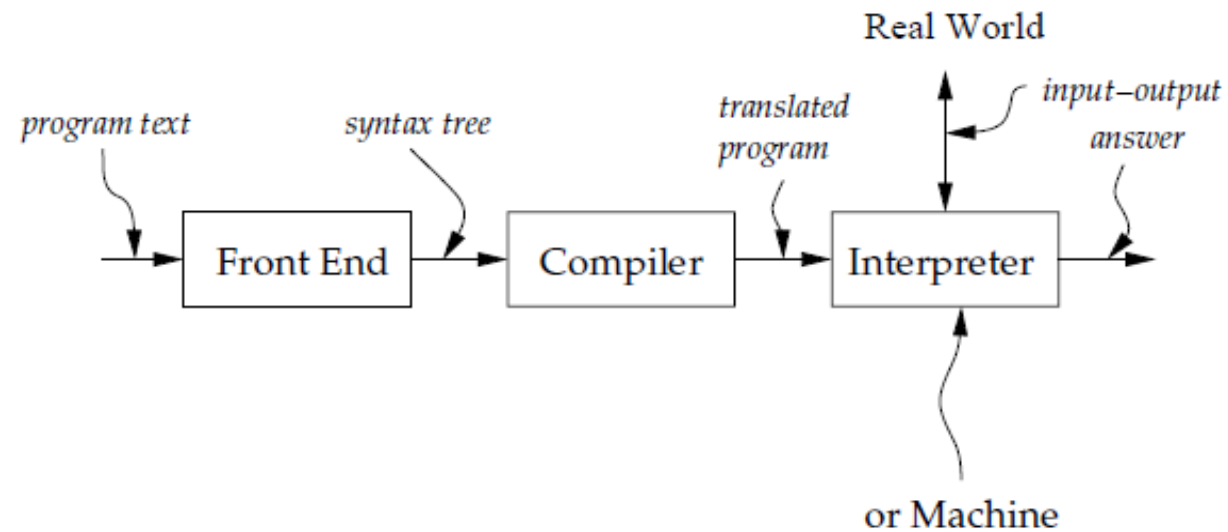 Real World
program text
syntax tree
translated
program
input–output
answer
Front End
Compiler
Interpreter
or Machine